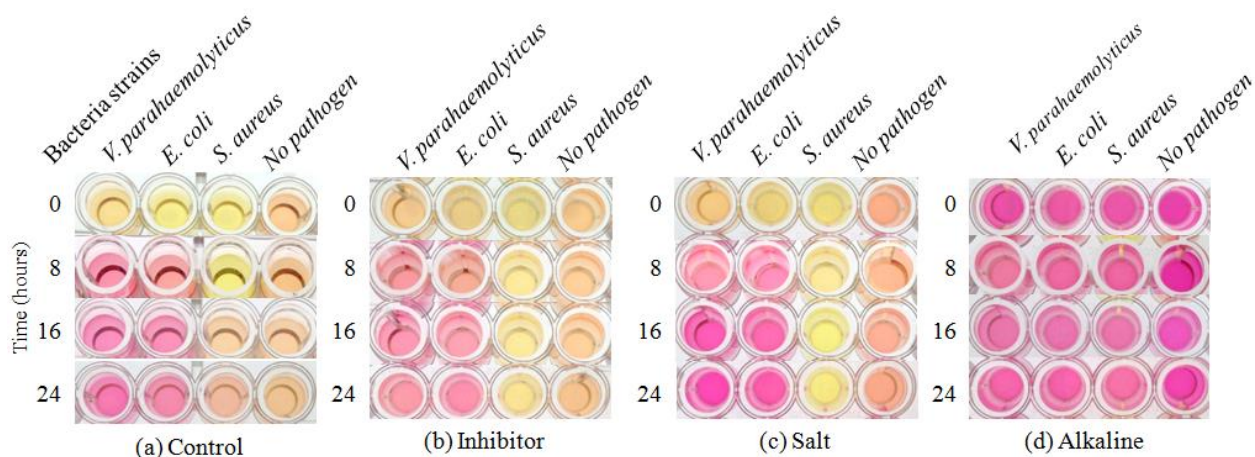 Bacteria strains
V. parahaemolyticus
E. coli
S. aureus
No pathogen
V. parahaemolyticus
E. coli
S. aureus
No pathogen
V. parahaemolyticus
E. coli
S. aureus
No pathogen
V. parahaemolyticus
E. coli
S. aureus
No pathogen
Time (hours)
0
8
16
24
0
8
16
24
0
8
16
24
0
8
16
24
(a) Control
(b) Inhibitor
(c) Salt
(d) Alkaline